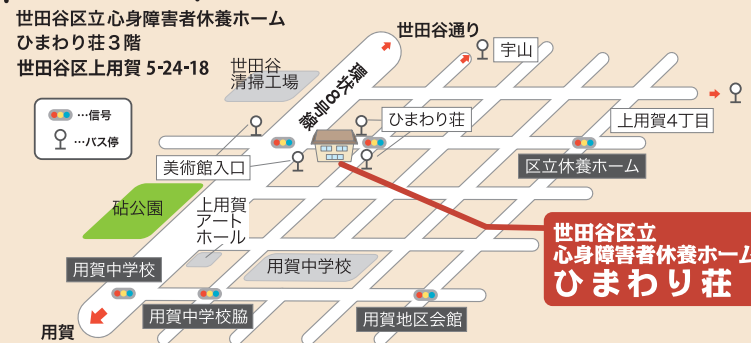 世田谷区立心身障害者休養ホーム
ひまわり荘３階
世田谷区上用賀 5-24-18
…信号
…バス停
世田谷
清掃工場
環状8号線
世田谷通り
宇山
ひまわり荘
上用賀4丁目
美術館入口
区立休養ホーム
砧公園
上用賀
アート
ホール
世田谷区立
心身障害者休養ホーム
ひまわり荘
用賀中学校
用賀中学校
用賀中学校脇
用賀地区会館
用賀